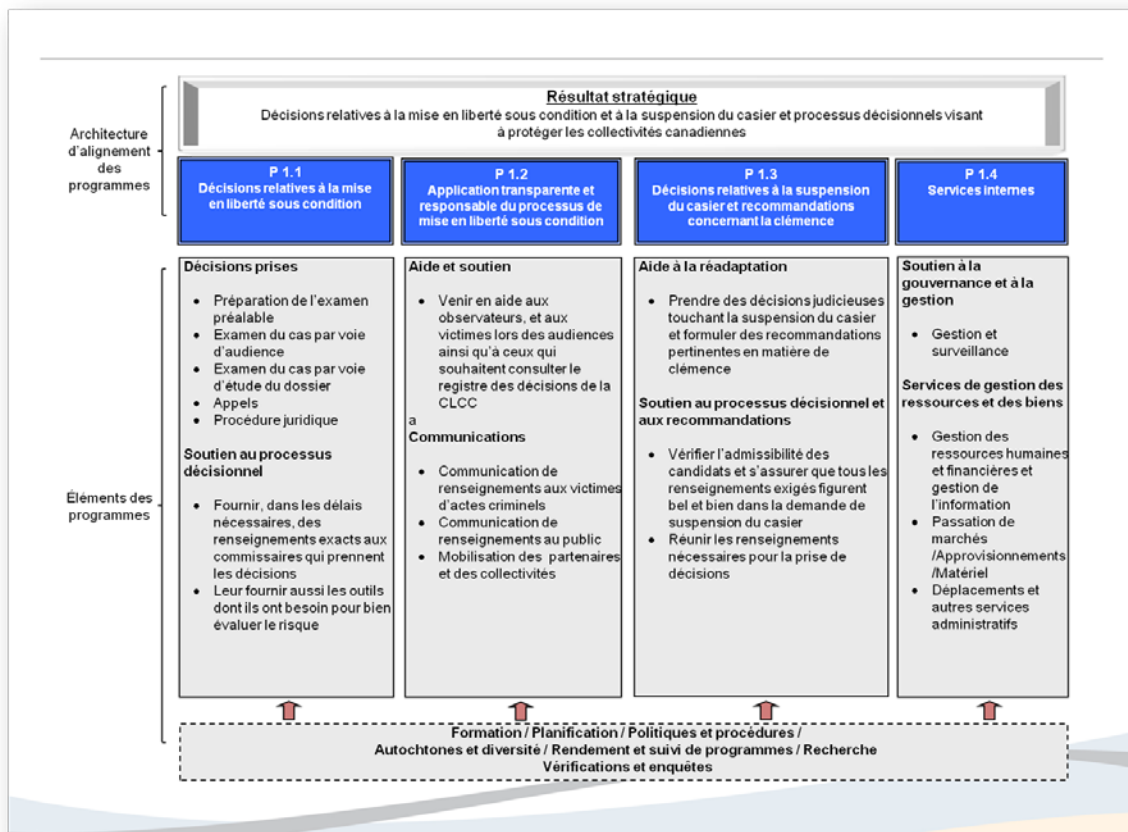 Résultat stratégique
Décisions relatives à la mise en liberté sous condition et à la suspension du casier et processus décisionnels visant
à protéger les collectivités canadiennes
Architecture
d'alignement
des
programmes
P 1.1
Décisions relatives à la mise
en liberté sous condition
P 1.2
Application transparente et
responsable du processus de
mise en liberté sous condition
P 1.3
Décisions relatives à la suspension
du casier et recommandations
concernant la clémence
P 1.4
Services internes
Éléments des
programmes
Décisions prises
• Préparation de l'examen
préalable
• Examen du cas par voie
d'audience
• Examen du cas par voie
d'étude du dossier
• Appels
• Procédure juridique
Soutien au processus
décisionnel
• Fournir, dans les délais
nécessaires, des
renseignements exacts aux
commissaires qui prennent
les décisions
• Leur fournir aussi les outils
dont ils ont besoin pour bien
évaluer le risque
Aide et soutien
• Venir en aide aux
observateurs, et aux
victimes lors des audiences
ainsi qu'à ceux qui
souhaitent consulter le
registre des décisions de la
CLCC
a
Communications
• Communication de
renseignements aux victimes
d'actes criminels
• Communication de
renseignements au public
• Mobilisation des partenaires
et des collectivités
Aide à la réadaptation
• Prendre des décisions judicieuses
touchant la suspension du casier
et formuler des recommandations
pertinentes en matière de
clémence
Soutien au processus décisionnel et
aux recommandations
• Vérifier l'admissibilité des
candidats et s'assurer que tous les
renseignements exigés figurent
bel et bien dans la demande de
suspension du casier
• Réunir les renseignements
nécessaires pour la prise de
décisions
Soutien à la
gouvernance et à la
gestion
• Gestion et
surveillance
Services de gestion des
ressources et des biens
• Gestion des
ressources humaines
et financières et
gestion de
l'information
• Passation de
marchés
/Approvisionnements
/Matériel
• Déplacements et
autres services
administratifs
Formation / Planification / Politiques et procédures /
Autochtones et diversité / Rendement et suivi de programmes / Recherche
Vérifications et enquêtes